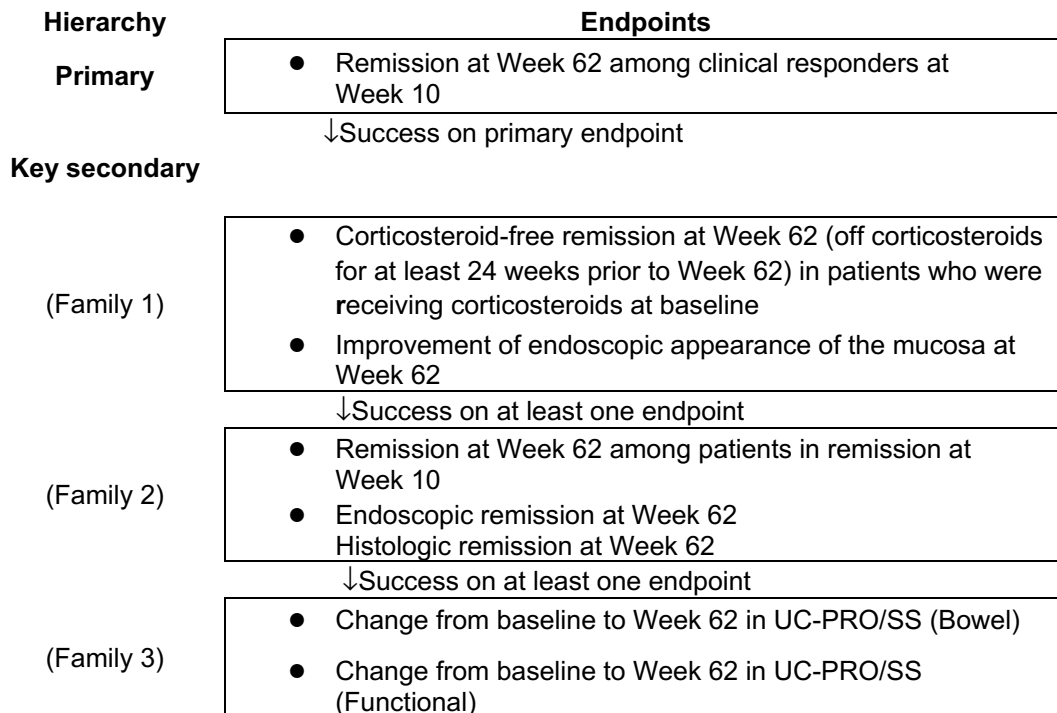 Hierarchy Endpoints
Primary
● Remission at Week 62 among clinical responders at
Week 10
↓Success on primary endpoint
Key secondary
(Family 1)
● Corticosteroid-free remission at Week 62 (off corticosteroids
for at least 24 weeks prior to Week 62) in patients who were
receiving corticosteroids at baseline
● Improvement of endoscopic appearance of the mucosa at
Week 62
↓Success on at least one endpoint
(Family 2)
● Remission at Week 62 among patients in remission at
Week 10
● Endoscopic remission at Week 62
Histologic remission at Week 62
↓Success on at least one endpoint
(Family 3)
● Change from baseline to Week 62 in UC-PRO/SS (Bowel)
● Change from baseline to Week 62 in UC-PRO/SS
(Functional)